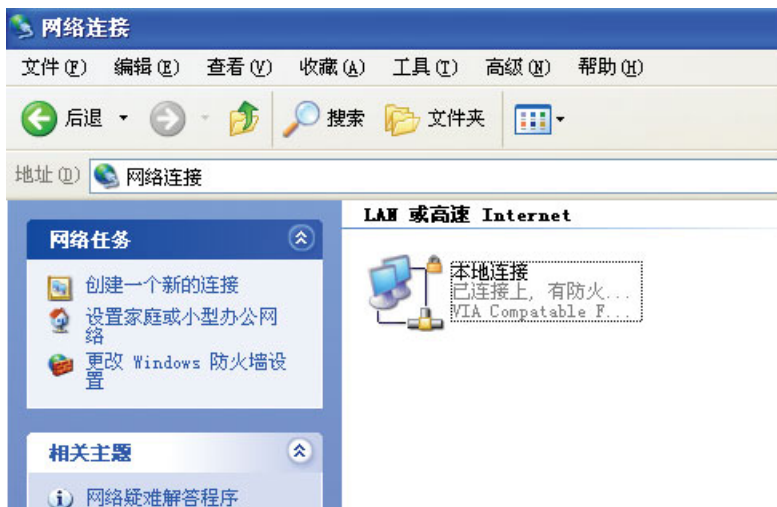 网络连接
文件(F) 编辑(E) 查看(V) 收藏(A) 工具(T) 高级(N) 帮助(H)
后退 搜索 文件夹
地址(D) 网络连接
网络任务
创建一个新的连接
设置家庭或小型办公网
络
更改 Windows 防火墙设
置
相关主题
网络疑难解答程序
LAN 或高速 Internet
本地连接
已连接上, 有防火...
VIA Compatable F...